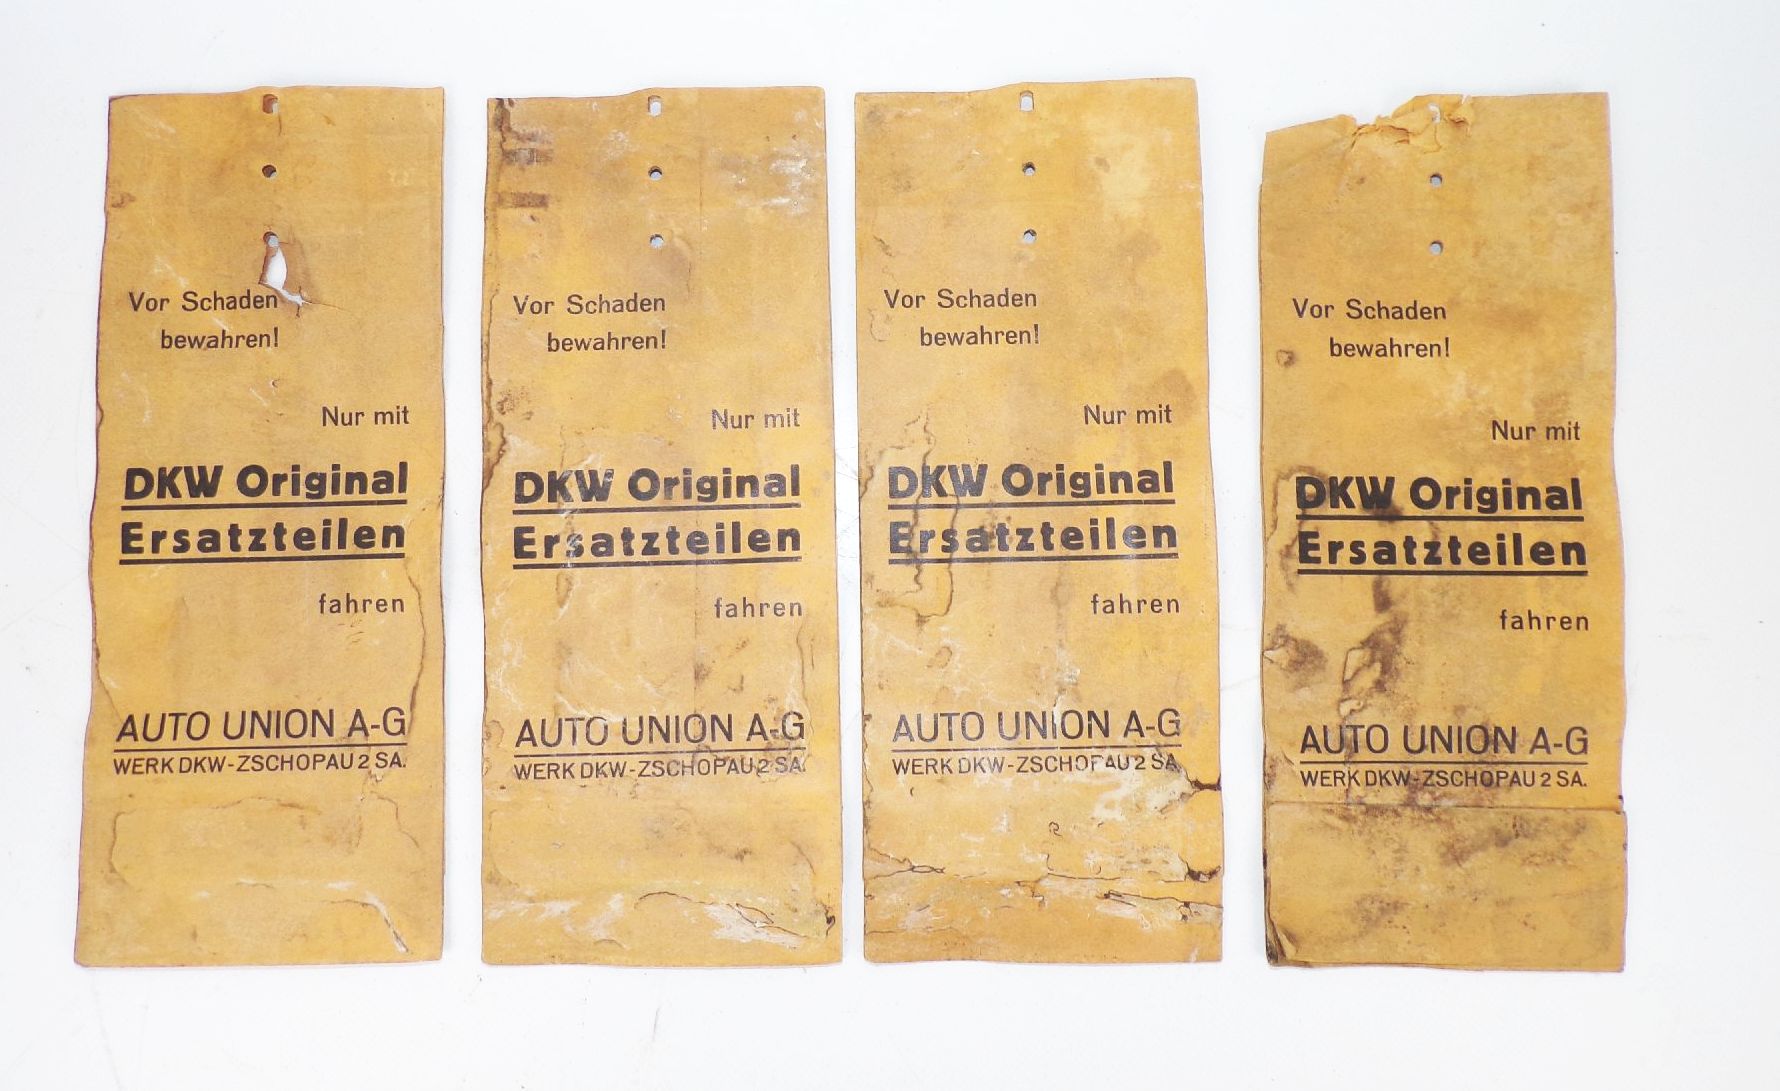 Vor Schaden
bewahren!
Nur mit
DKW Original
Ersatzteilen
fahren
AUTO UNION A-G
WERK DKW-ZSCHOPAU 2 SA.
Vor Schaden
bewahren!
Nur mit
DKW Original
Ersatzteilen
fahren
AUTO UNION A-G
WERK DKW-ZSCHOPAU 2 SA.
Vor Schaden
bewahren!
Nur mit
DKW Original
Ersatzteilen
fahren
AUTO UNION A-G
WERK DKW-ZSCHOPAU 2 SA.
Vor Schaden
bewahren!
Nur mit
DKW Original
Ersatzteilen
fahren
AUTO UNION A-G
WERK DKW-ZSCHOPAU 2 SA.